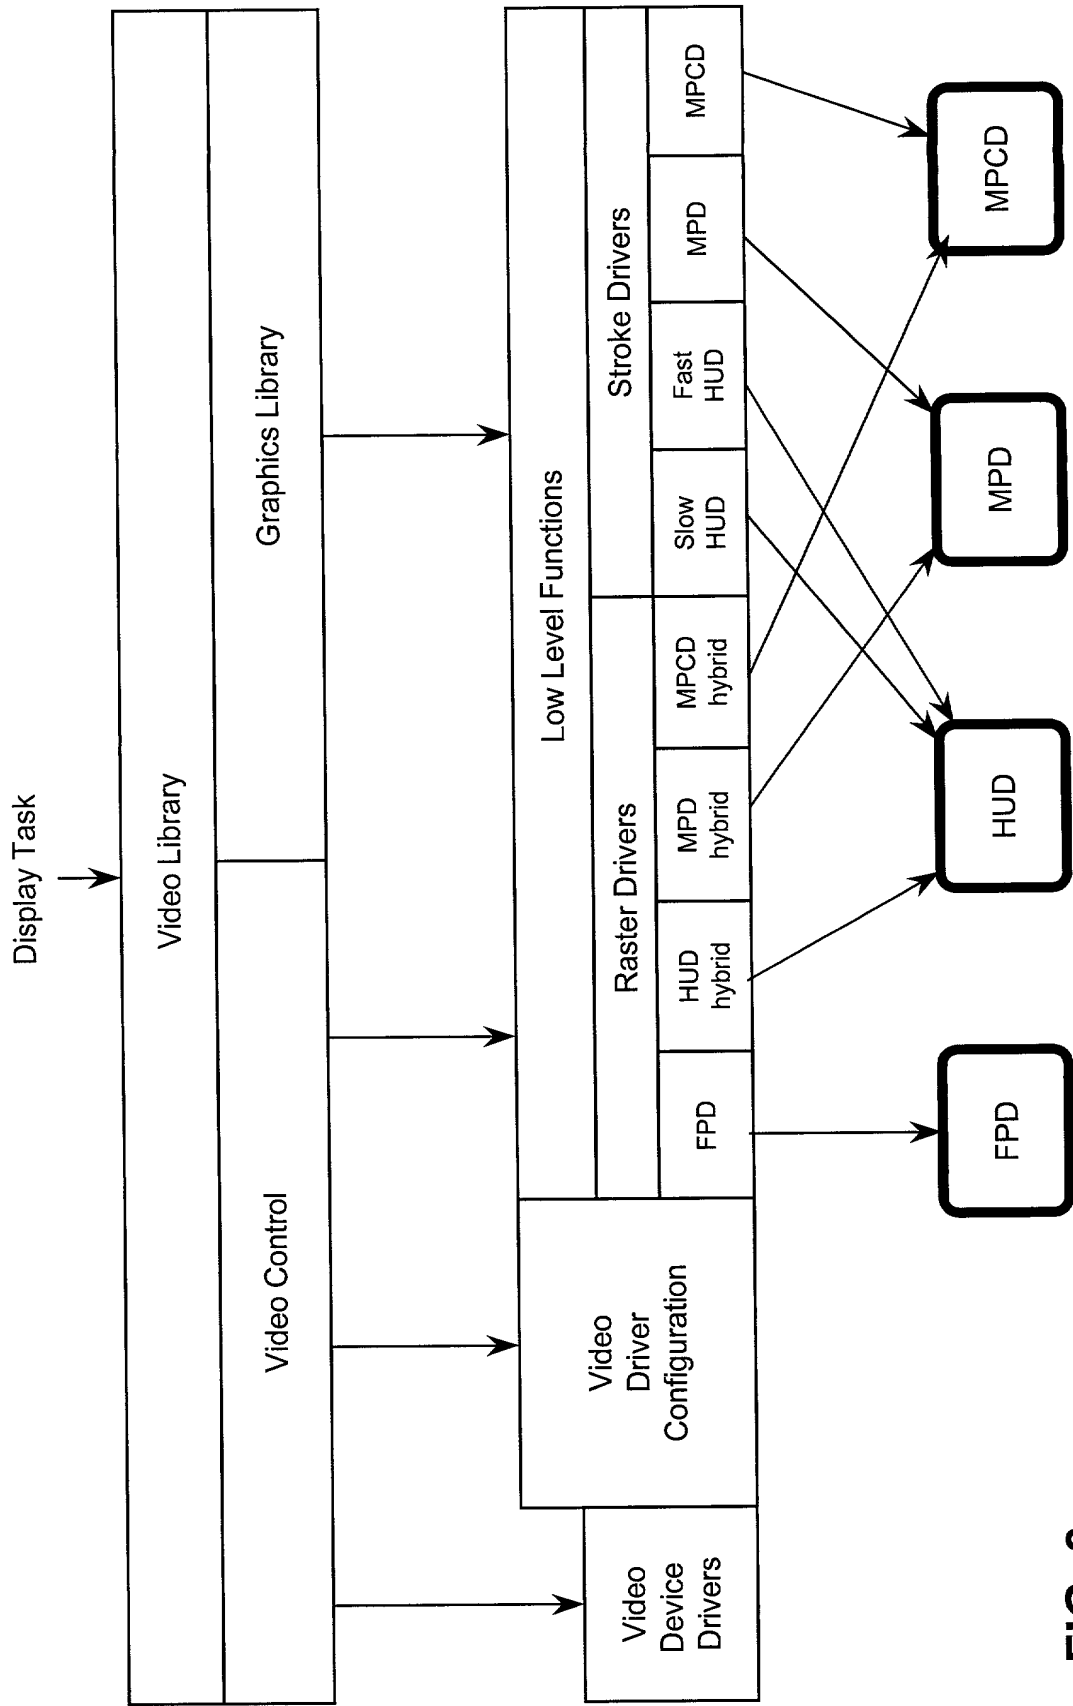 Display Task
Video Library
Video Control
Graphics Library
Low Level Functions
Video
Device
Drivers
Video
Driver
Configuration
Raster Drivers
Stroke Drivers
FPD
HUD
hybrid
MPD
hybrid
MPCD
hybrid
Slow
HUD
Fast
HUD
MPD
MPCD
FPD
HUD
MPD
MPCD
FIG.